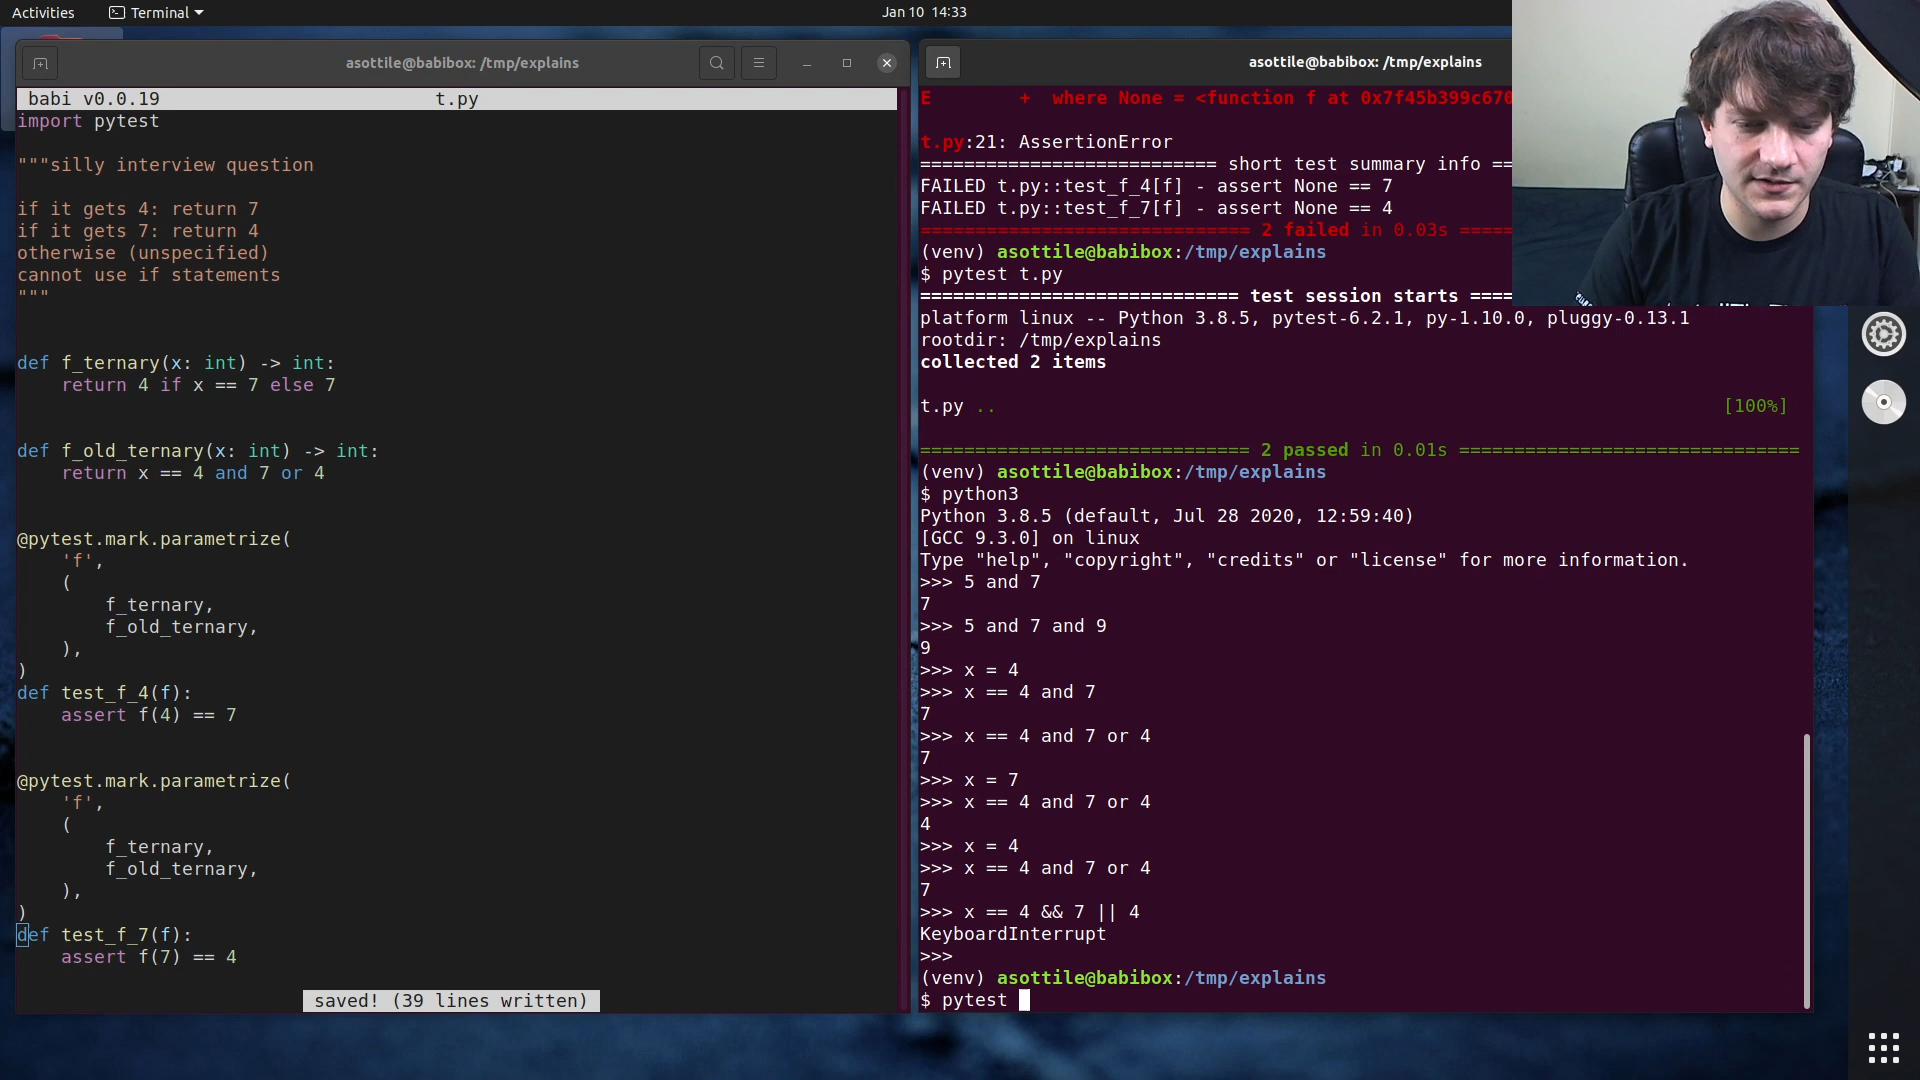 Activities
Terminal
Jan 10 14:33
asottile@babibox: /tmp/explains
babi v0.0.19 t.py
import pytest
"""silly interview question
if it gets 4: return 7
if it gets 7: return 4
otherwise (unspecified)
cannot use if statements
"""
def f_ternary(x: int) -> int:
    return 4 if x == 7 else 7
def f_old_ternary(x: int) -> int:
    return x == 4 and 7 or 4
@pytest.mark.parametrize(
    'f',
    (
        f_ternary,
        f_old_ternary,
    ),
)
def test_f_4(f):
    assert f(4) == 7
@pytest.mark.parametrize(
    'f',
    (
        f_ternary,
        f_old_ternary,
    ),
)
def test_f_7(f):
    assert f(7) == 4
saved! (39 lines written)
asottile@babibox: /tmp/explains
E       +  where None = <function f at 0x7f45b399c670
t.py:21: AssertionError
=========================== short test summary info ==
FAILED t.py::test_f_4[f] - assert None == 7
FAILED t.py::test_f_7[f] - assert None == 4
============================== 2 failed in 0.03s =====
(venv) asottile@babibox:/tmp/explains
$ pytest t.py
============================= test session starts ====
platform linux -- Python 3.8.5, pytest-6.2.1, py-1.10.0, pluggy-0.13.1
rootdir: /tmp/explains
collected 2 items
t.py .. [100%]
============================== 2 passed in 0.01s ===============================
(venv) asottile@babibox:/tmp/explains
$ python3
Python 3.8.5 (default, Jul 28 2020, 12:59:40)
[GCC 9.3.0] on linux
Type "help", "copyright", "credits" or "license" for more information.
>>> 5 and 7
7
>>> 5 and 7 and 9
9
>>> x = 4
>>> x == 4 and 7
7
>>> x == 4 and 7 or 4
7
>>> x = 7
>>> x == 4 and 7 or 4
4
>>> x = 4
>>> x == 4 and 7 or 4
7
>>> x == 4 && 7 || 4
KeyboardInterrupt
>>>
(venv) asottile@babibox:/tmp/explains
$ pytest